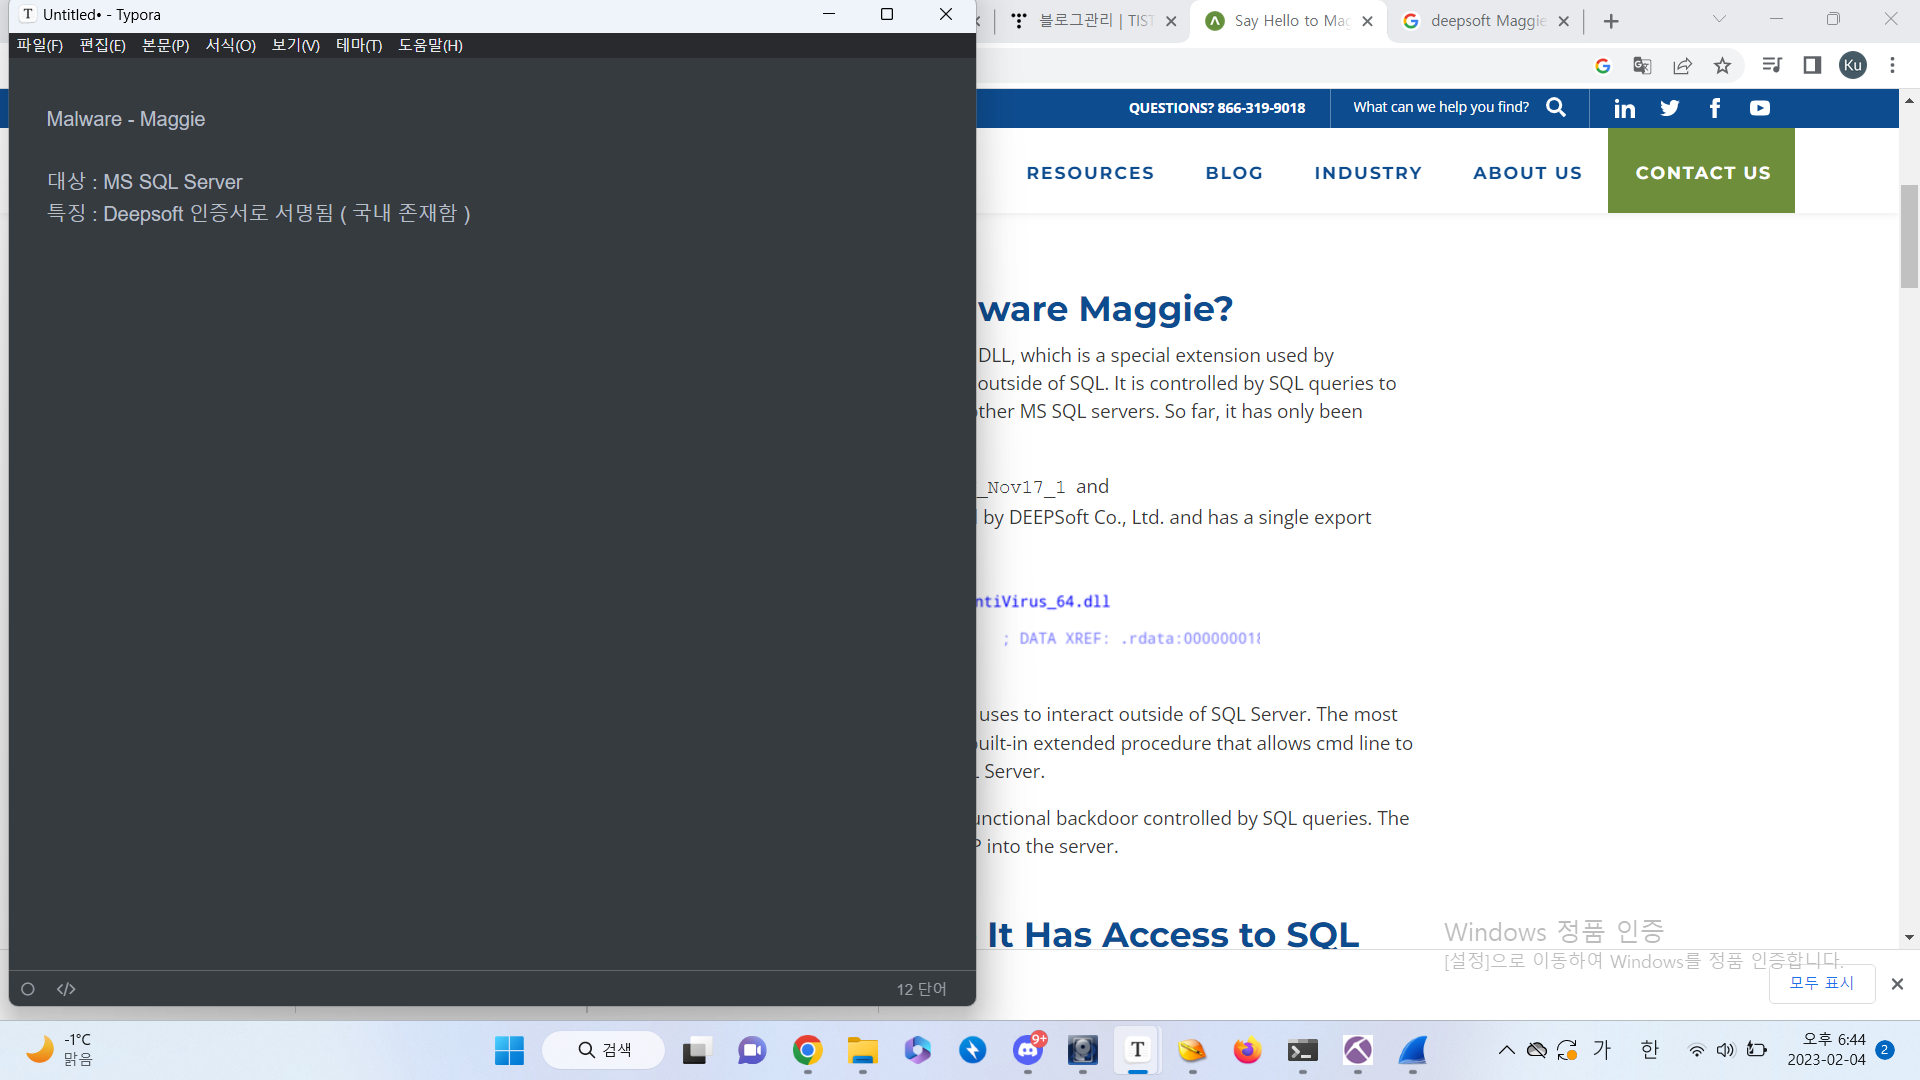 Untitled• - Typora
파일(F) 편집(E) 본문(P) 서식(O) 보기(V) 테마(T) 도움말(H)
Malware - Maggie
대상 : MS SQL Server
특징 : Deepsoft 인증서로 서명됨 ( 국내 존재함 )
12 단어
블로그관리 | TIST
Say Hello to Mag
deepsoft Maggie
Ku
QUESTIONS? 866-319-9018
What can we help you find?
RESOURCES BLOG INDUSTRY ABOUT US CONTACT US
ware Maggie?
DLL, which is a special extension used by
outside of SQL. It is controlled by SQL queries to
ther MS SQL servers. So far, it has only been
_Nov17_1 and
by DEEPSoft Co., Ltd. and has a single export
ntiVirus_64.dll
; DATA XREF: .rdata:000000018
uses to interact outside of SQL Server. The most
uilt-in extended procedure that allows cmd line to
Server.
unctional backdoor controlled by SQL queries. The
into the server.
It Has Access to SQL
Windows 정품 인증
[설정]으로 이동하여 Windows를 정품 인증합니다.
모두 표시
-1°C
맑음
검색
9+
가
한
오후 6:44
2023-02-04
2